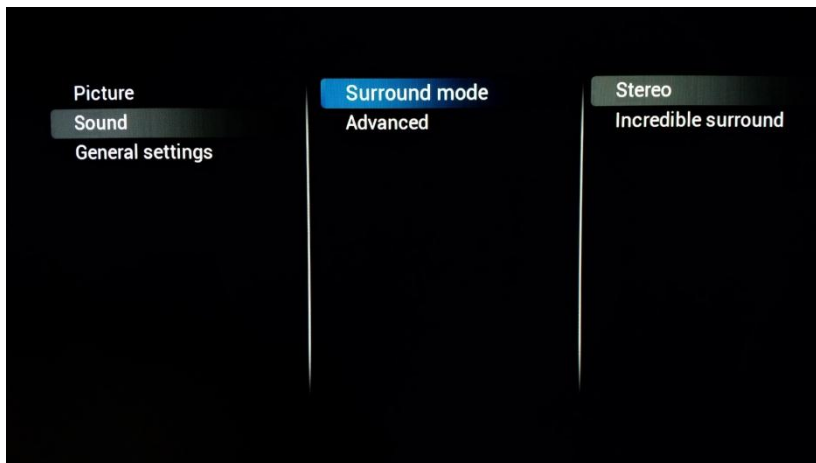 Picture
Sound
General settings
Surround mode
Advanced
Stereo
Incredible surround